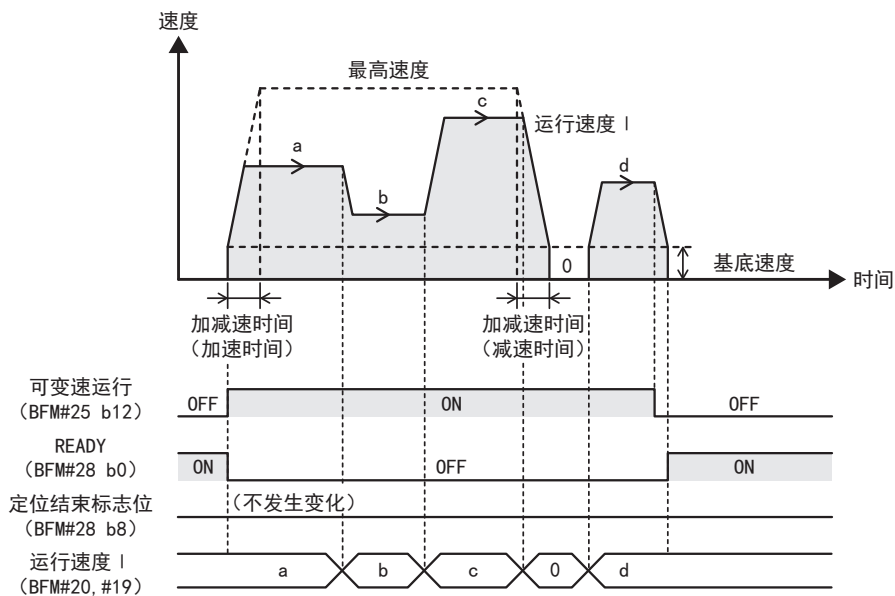 速度
最高速度
c
运行速度Ⅰ
a
d
b
0
基底速度
时间
加减速时间
（加速时间）
加减速时间
（减速时间）
可变速运行
（BFM#25 b12）
OFF
ON
OFF
READY
（BFM#28 b0）
ON
OFF
ON
定位结束标志位
（BFM#28 b8）
（不发生变化）
运行速度Ⅰ
（BFM#20, #19）
a
b
c
0
d